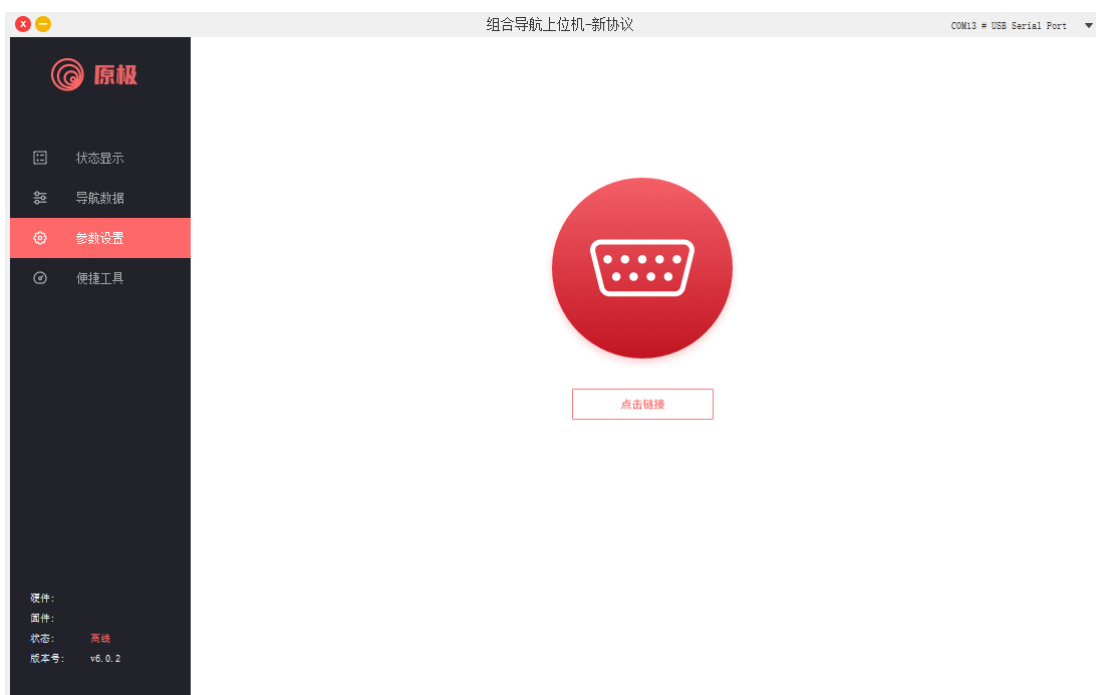 组合导航上位机-新协议
COM13 # USB Serial Port
原极
状态显示
导航数据
参数设置
便捷工具
点击链接
硬件:
固件:
状态: 离线
版本号: v6.0.2